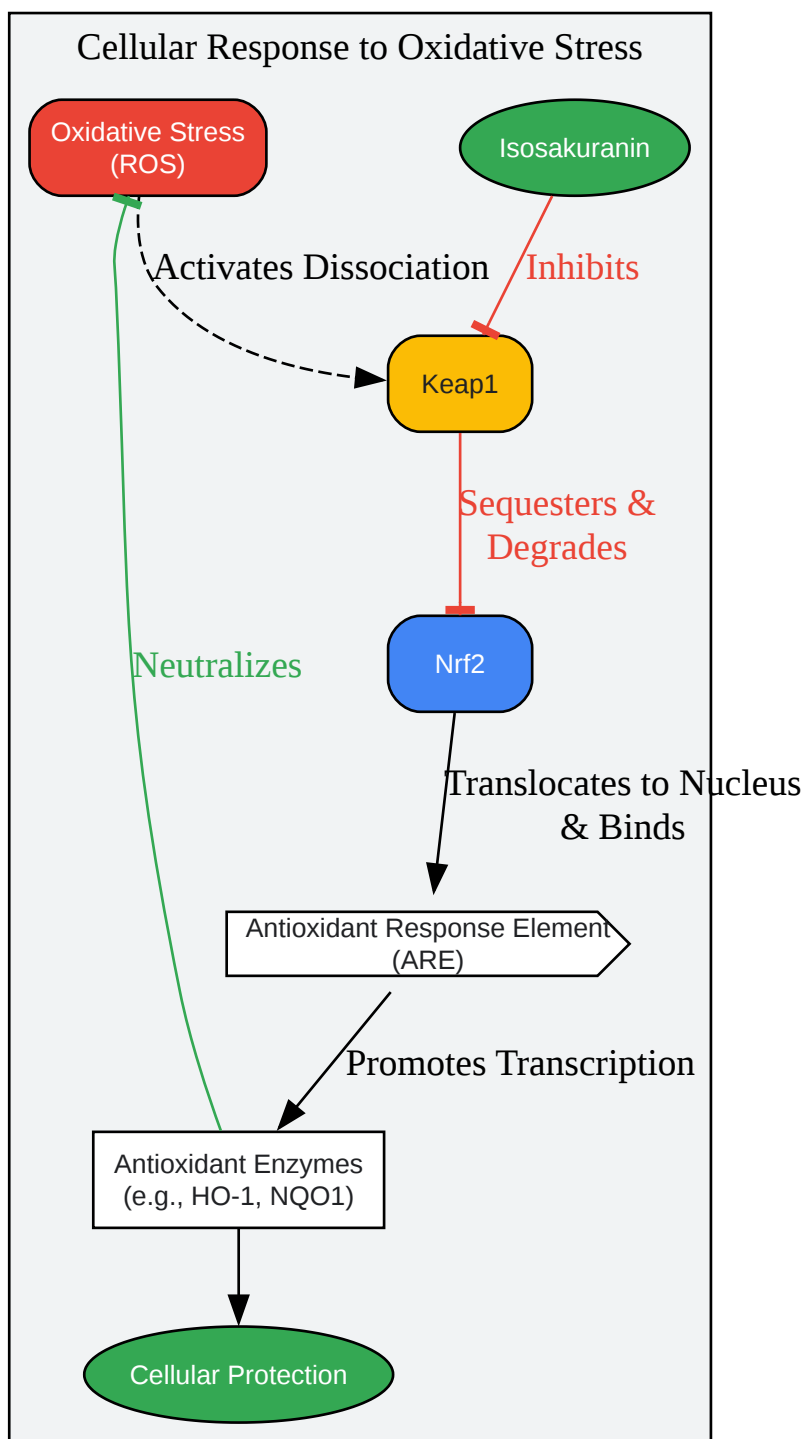 Cellular Response to Oxidative Stress
Oxidative Stress
(ROS)
Isosakuranin
Activates Dissociation
Inhibits
Keap1
Sequesters &
Degrades
Nrf2
Neutralizes
Translocates to Nucleus
& Binds
Antioxidant Response Element
(ARE)
Promotes Transcription
Antioxidant Enzymes
(e.g., HO-1, NQO1)
Cellular Protection